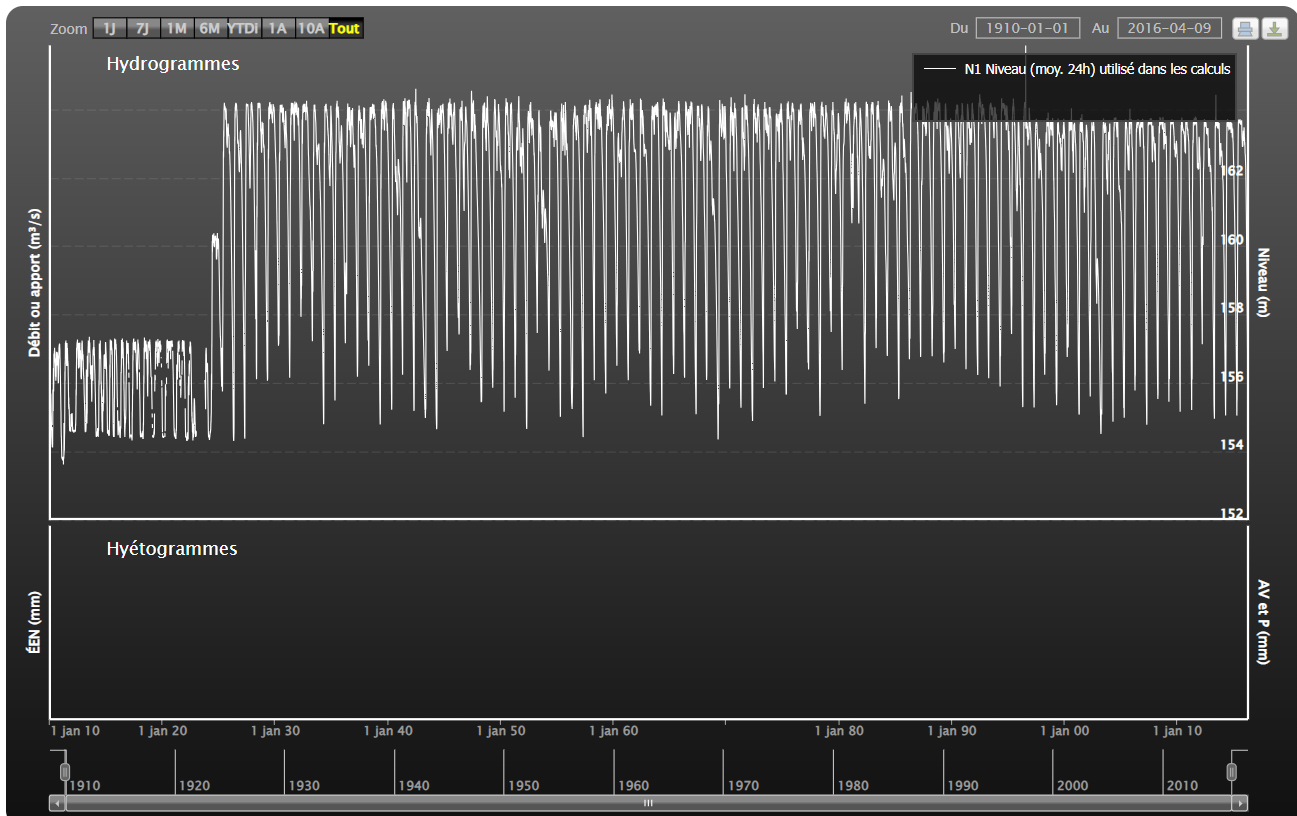 Zoom 1J 7J 1M 6M YTDi 1A 10A Tout
Du 1910-01-01 Au 2016-04-09
Hydrogrammes
N1 Niveau (moy. 24h) utilisé dans les calculs
Débit ou apport (m³/s)
162
160
158
156
154
152
Niveau (m)
Hyétogrammes
ÉEN (mm)
AV et P (mm)
1 jan 10 1 jan 20 1 jan 30 1 jan 40 1 jan 50 1 jan 60 1 jan 80 1 jan 90 1 jan 00 1 jan 10
1910 1920 1930 1940 1950 1960 1970 1980 1990 2000 2010